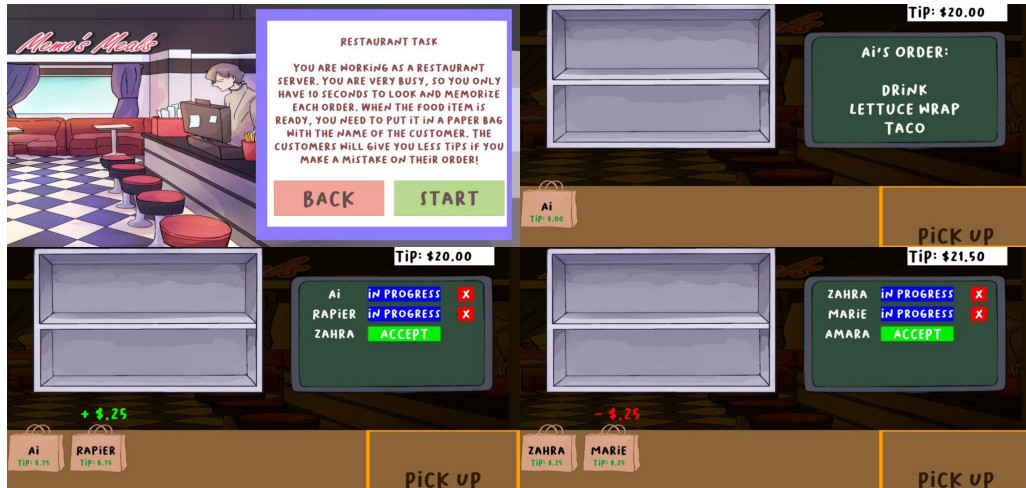 Memo's Meals
RESTAURANT TASK
YOU ARE WORKING AS A RESTAURANT
SERVER. YOU ARE VERY BUSY, SO YOU ONLY
HAVE 10 SECONDS TO LOOK AND MEMORIZE
EACH ORDER. WHEN THE FOOD ITEM IS
READY, YOU NEED TO PUT IT IN A PAPER BAG
WITH THE NAME OF THE CUSTOMER. THE
CUSTOMERS WILL GIVE YOU LESS TIPS IF YOU
MAKE A MISTAKE ON THEIR ORDER!
BACK
START
TIP: $20.00
AI'S ORDER:
DRINK
LETTUCE WRAP
TACO
AI
TIP: $.00
PICK UP
TIP: $20.00
AI IN PROGRESS X
RAPIER IN PROGRESS X
ZAHRA ACCEPT
+ $.25
AI
TIP: $.75
RAPIER
TIP: $.75
PICK UP
TIP: $21.50
ZAHRA IN PROGRESS X
MARIE IN PROGRESS X
AMARA ACCEPT
- $.25
ZAHRA
TIP: $.25
MARIE
TIP: $.25
PICK UP